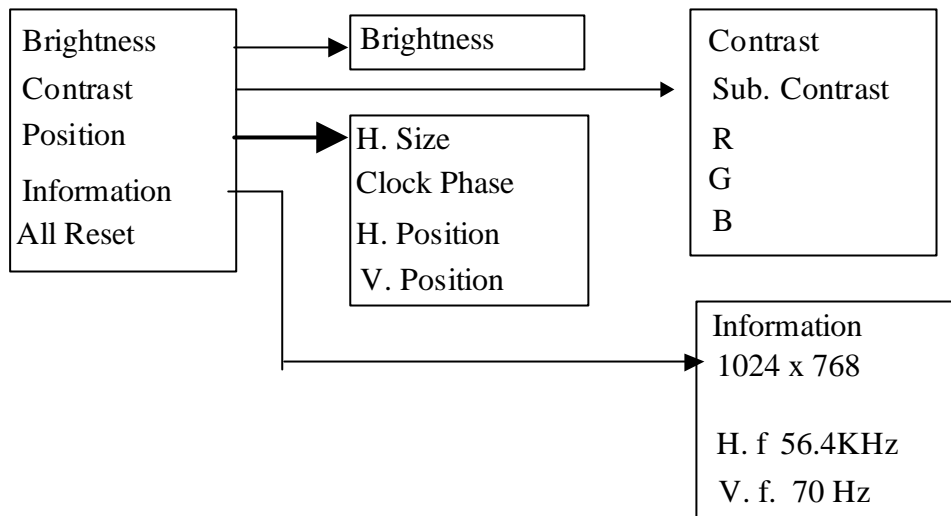 Brightness
Contrast
Position
Information
All Reset
Brightness
H. Size
Clock Phase
H. Position
V. Position
Contrast
Sub. Contrast
R
G
B
Information
1024 x 768
H. f 56.4KHz
V. f. 70 Hz